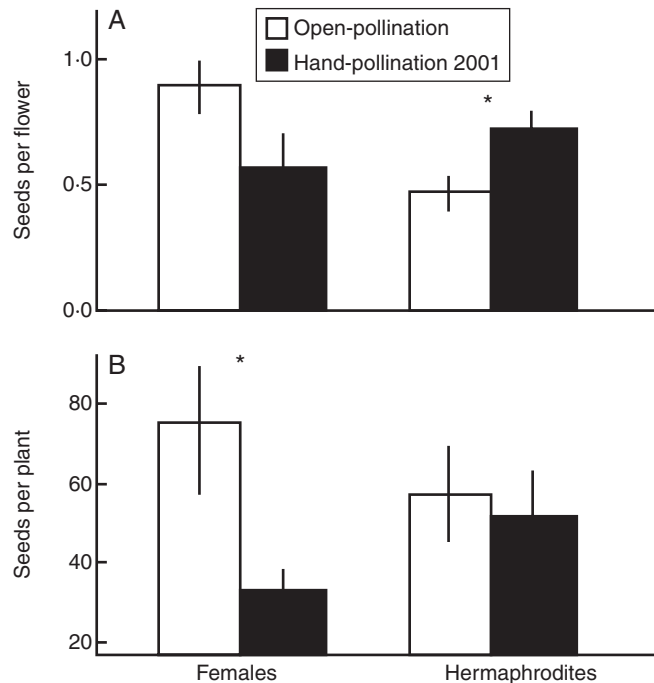 A
Open-pollination
Hand-pollination 2001
Seeds per flower
1·0
0·5
0·0
*
B
Seeds per plant
80
60
40
20
*
Females
Hermaphrodites